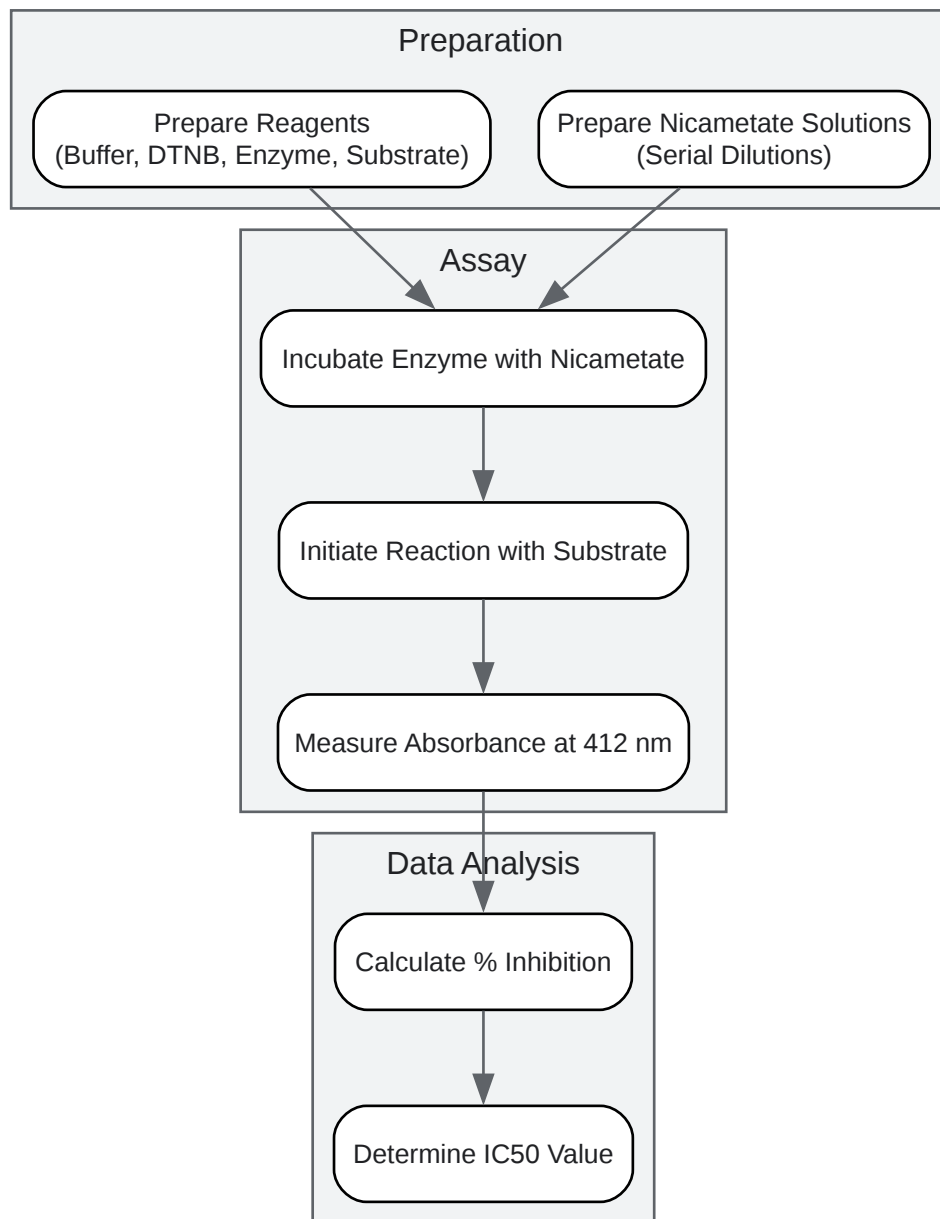 Preparation
Prepare Reagents
(Buffer, DTNB, Enzyme, Substrate)
Prepare Nicametate Solutions
(Serial Dilutions)
Assay
Incubate Enzyme with Nicametate
Initiate Reaction with Substrate
Measure Absorbance at 412 nm
Data Analysis
Calculate % Inhibition
Determine IC50 Value